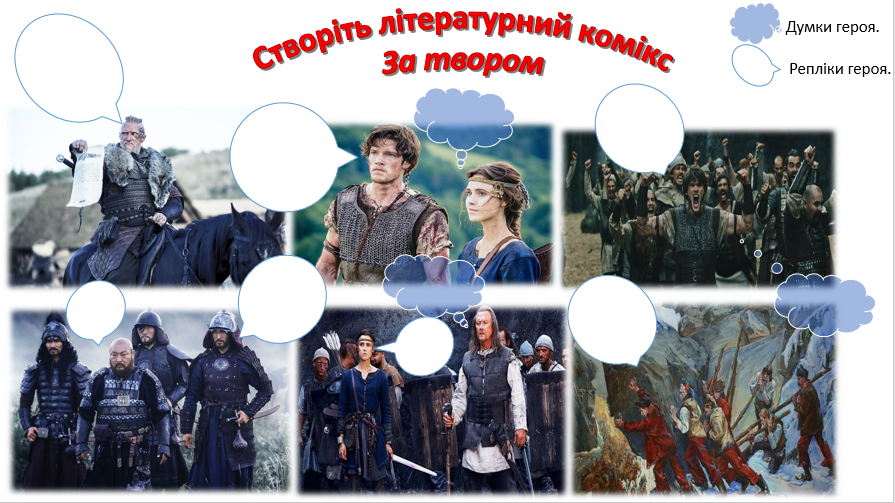 Створіть літературний комікс
За твором
Думки героя.
Репліки героя.